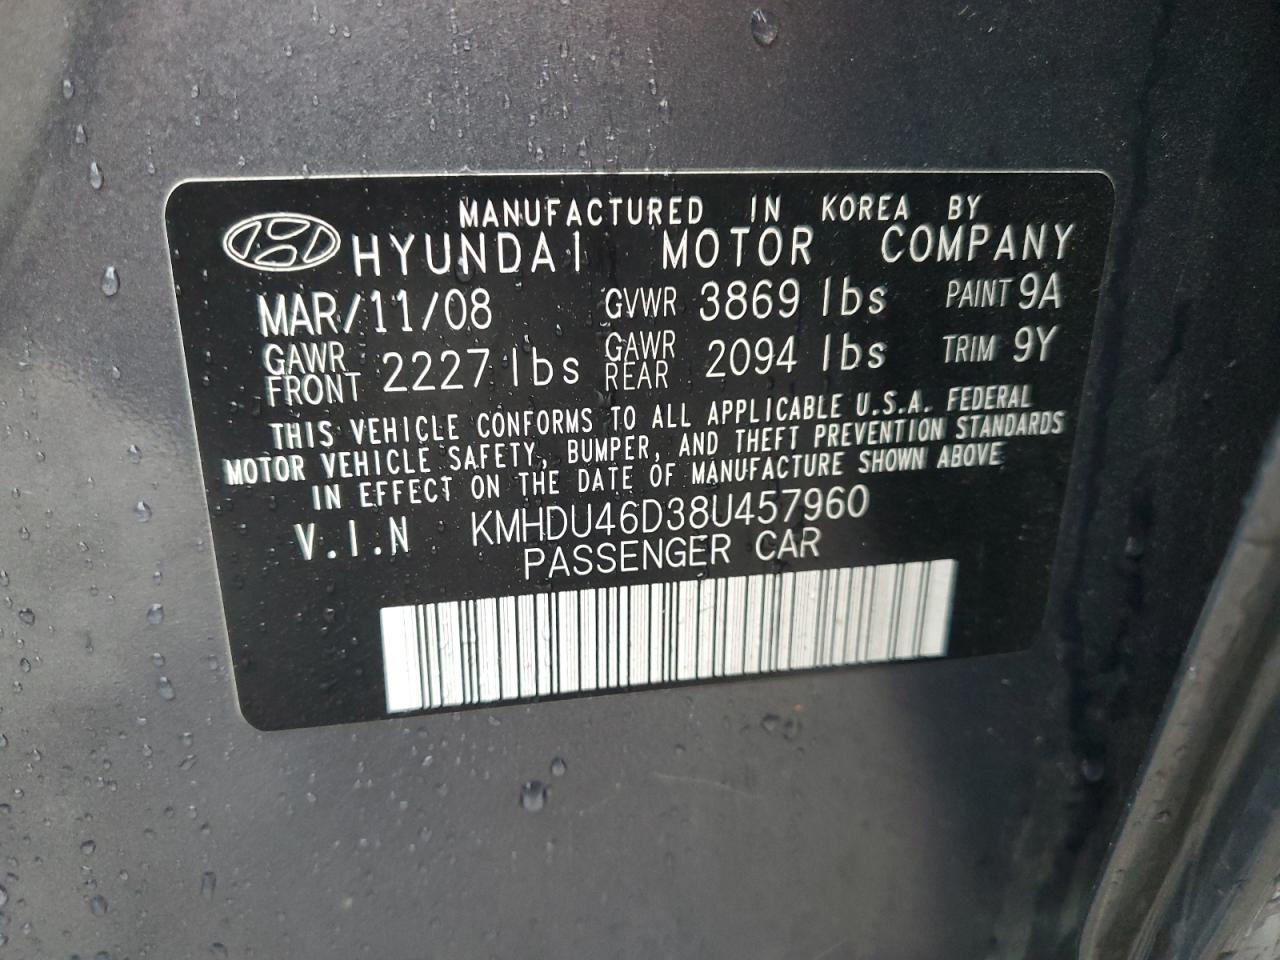 MANUFACTURED IN KOREA BY
HYUNDAI MOTOR COMPANY
MAR/11/08 GVWR 3869 lbs PAINT 9A
GAWR FRONT 2227 lbs GAWR REAR 2094 lbs TRIM 9Y
THIS VEHICLE CONFORMS TO ALL APPLICABLE U.S.A. FEDERAL
MOTOR VEHICLE SAFETY, BUMPER, AND THEFT PREVENTION STANDARDS
IN EFFECT ON THE DATE OF MANUFACTURE SHOWN ABOVE
V.I.N KMHDU46D38U457960
PASSENGER CAR